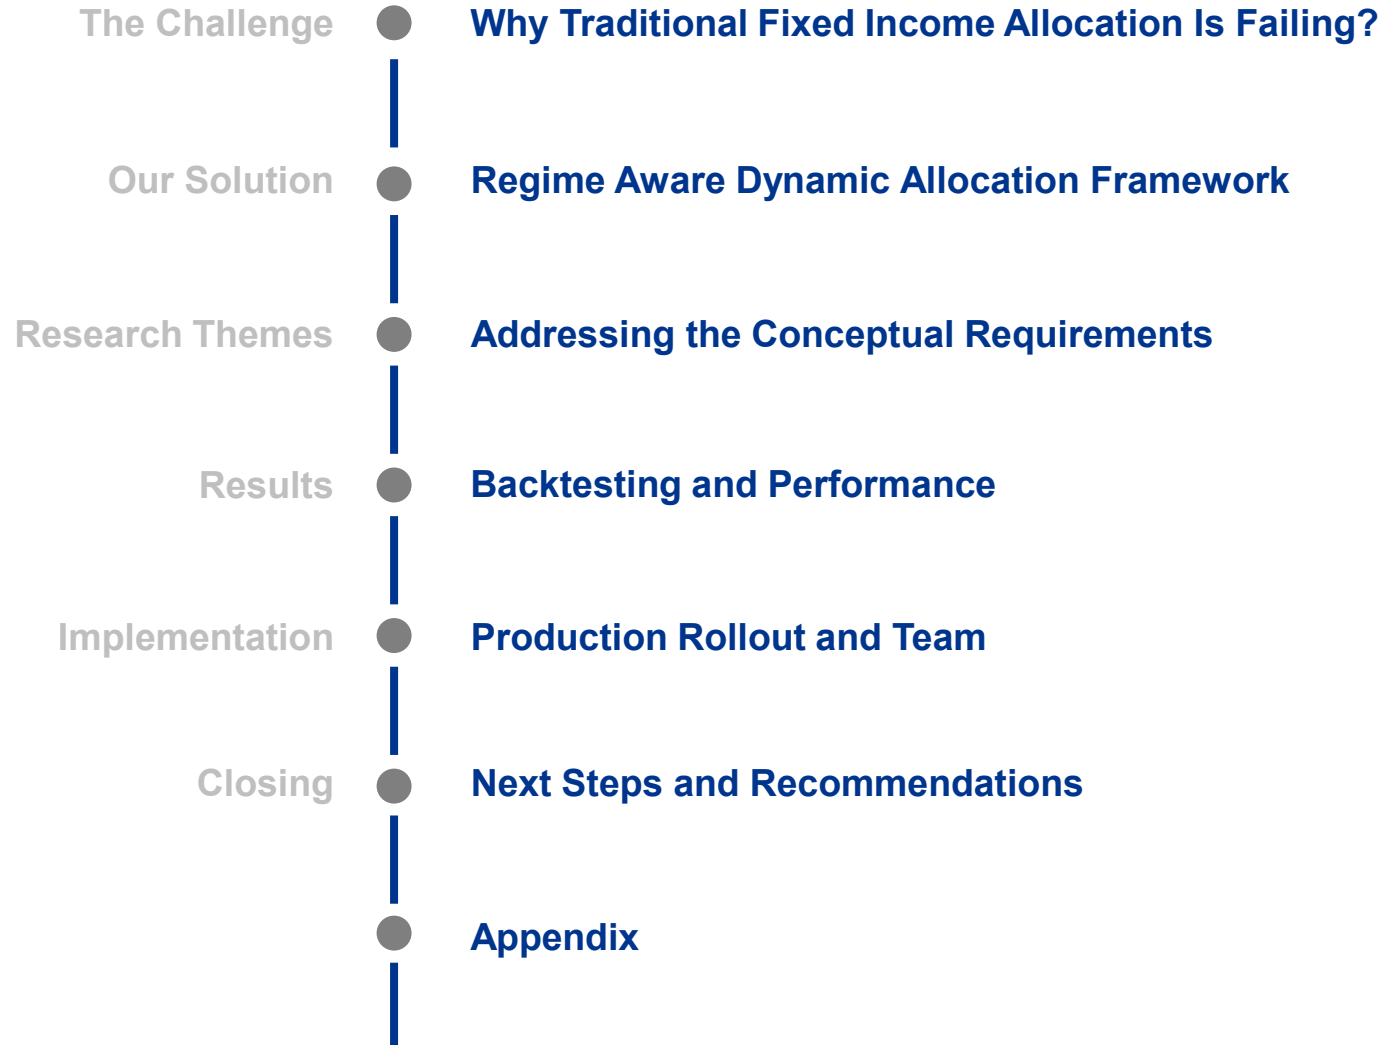 The Challenge
Why Traditional Fixed Income Allocation Is Failing?
Our Solution
Regime Aware Dynamic Allocation Framework
Research Themes
Addressing the Conceptual Requirements
Results
Backtesting and Performance
Implementation
Production Rollout and Team
Closing
Next Steps and Recommendations
Appendix